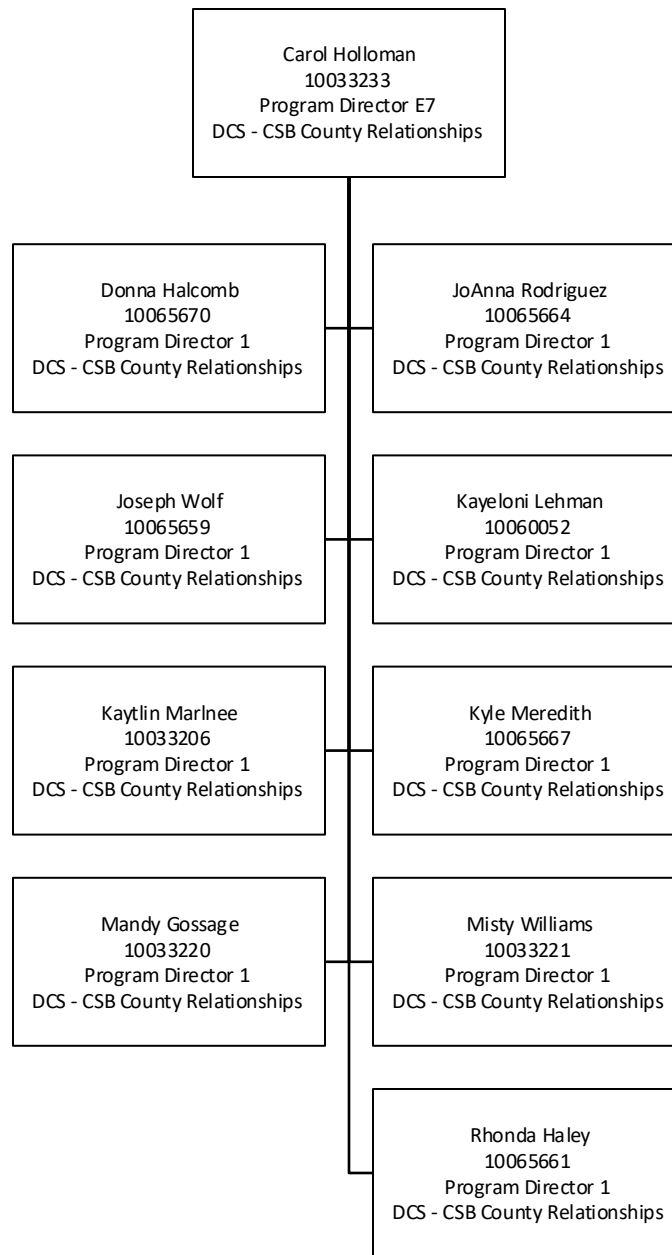 Carol Holloman
10033233
Program Director E7
DCS - CSB County Relationships
Donna Halcomb
10065670
Program Director 1
DCS - CSB County Relationships
JoAnna Rodriguez
10065664
Program Director 1
DCS - CSB County Relationships
Joseph Wolf
10065659
Program Director 1
DCS - CSB County Relationships
Kayeloni Lehman
10060052
Program Director 1
DCS - CSB County Relationships
Kaytlin Marlnee
10033206
Program Director 1
DCS - CSB County Relationships
Kyle Meredith
10065667
Program Director 1
DCS - CSB County Relationships
Mandy Gossage
10033220
Program Director 1
DCS - CSB County Relationships
Misty Williams
10033221
Program Director 1
DCS - CSB County Relationships
Rhonda Haley
10065661
Program Director 1
DCS - CSB County Relationships